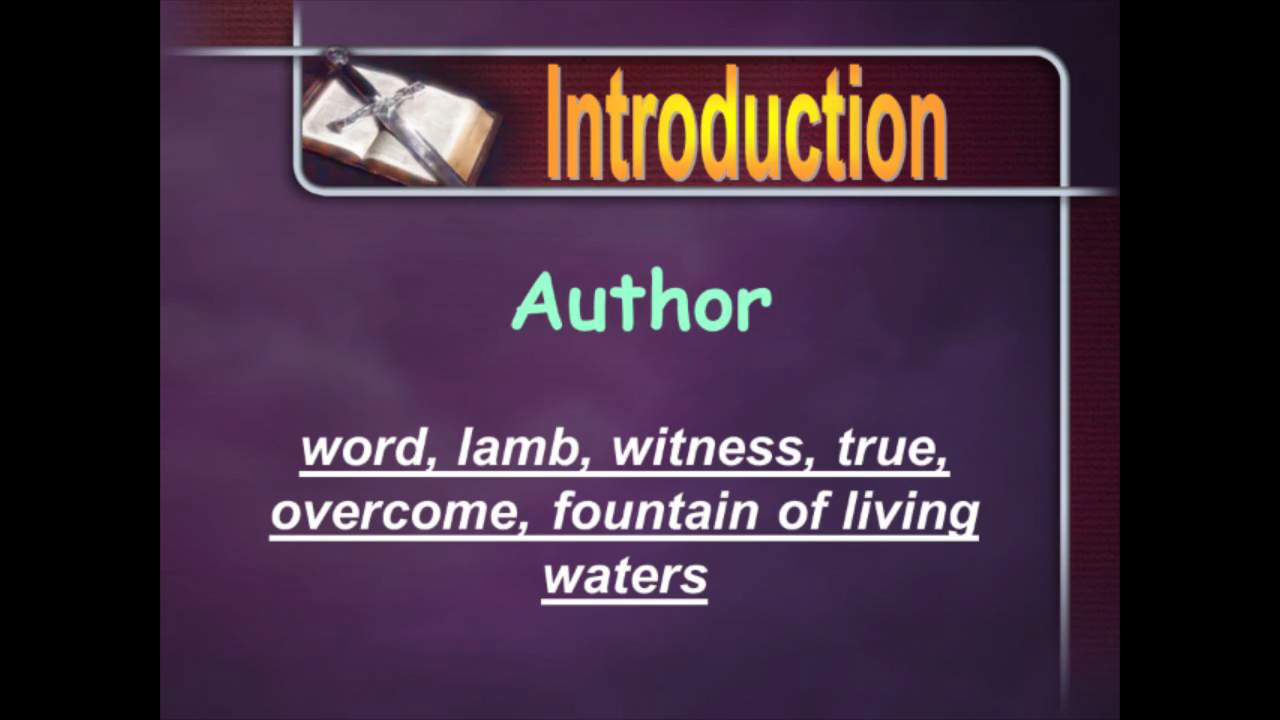 Introduction
Author
word, lamb, witness, true,
overcome, fountain of living
waters